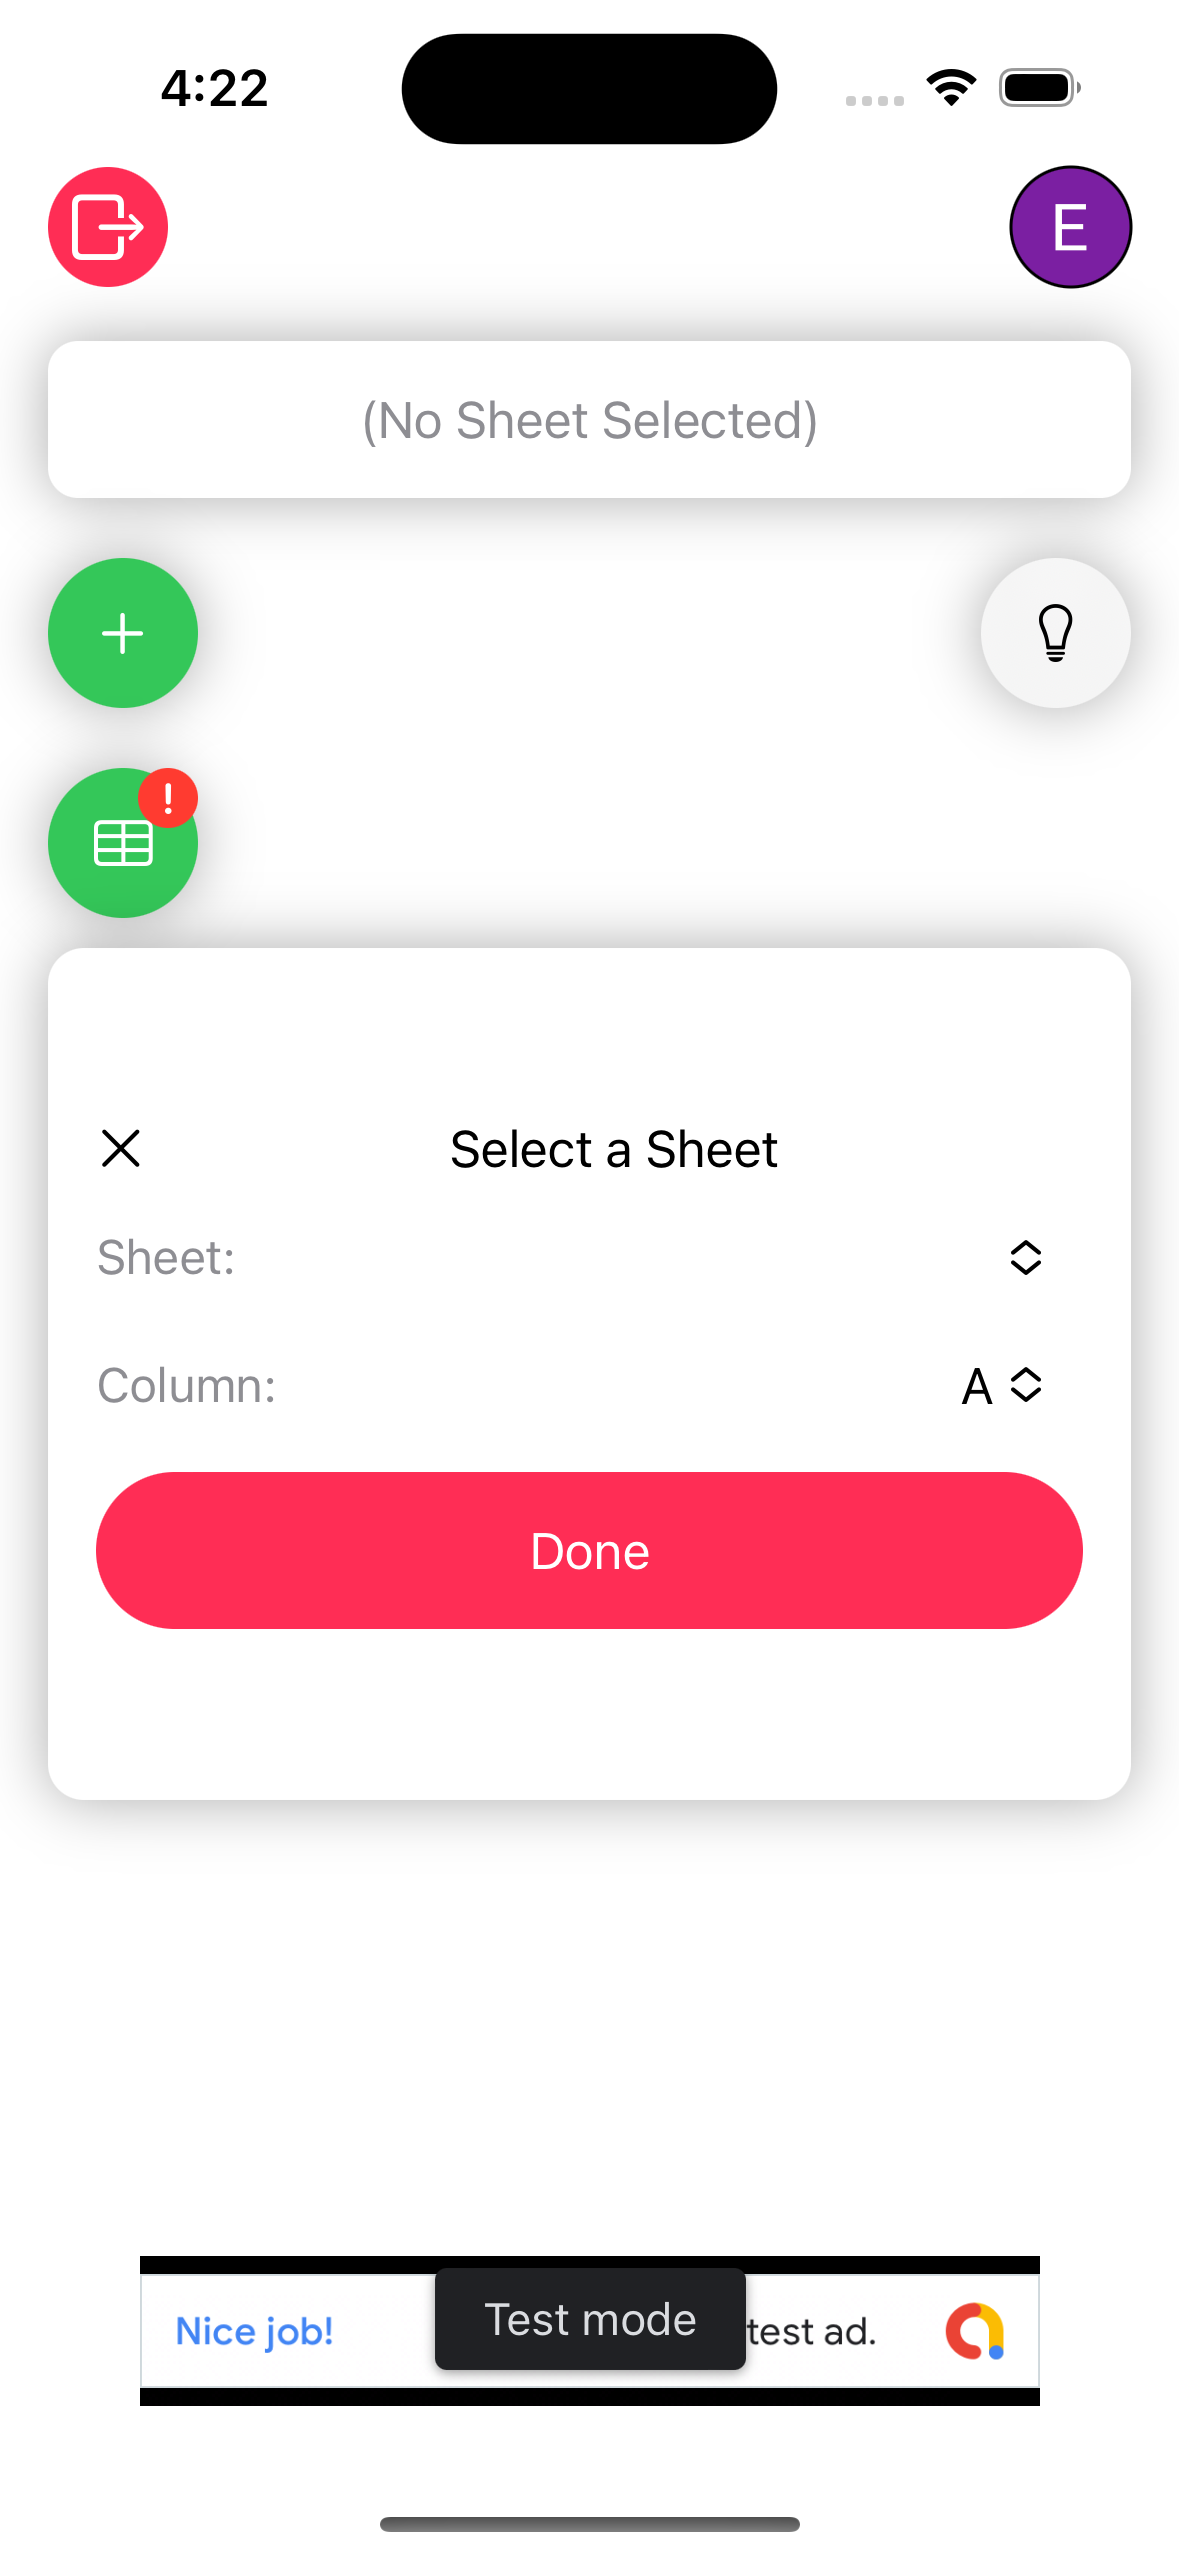 4:22
E
(No Sheet Selected)
!
Select a Sheet
Sheet:
Column: A
Done
Nice job! test ad.
Test mode